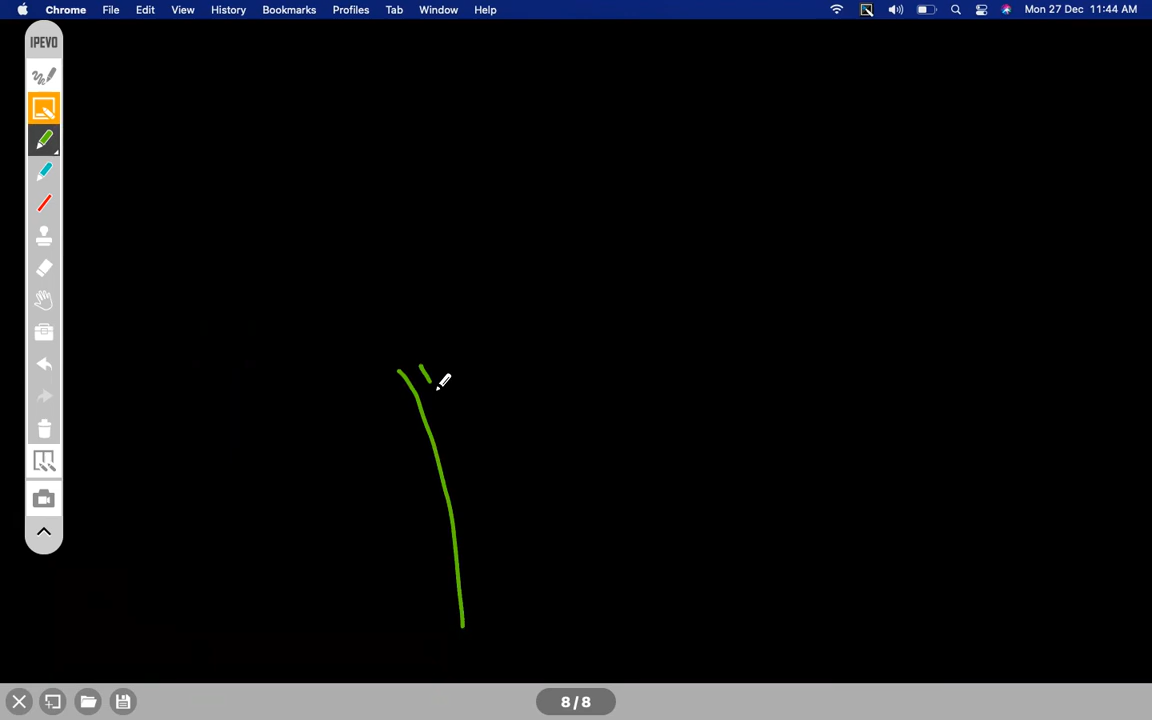 Chrome File Edit View History Bookmarks Profiles Tab Window Help Mon 27 Dec 11:44 AM
IPEVO
8/8